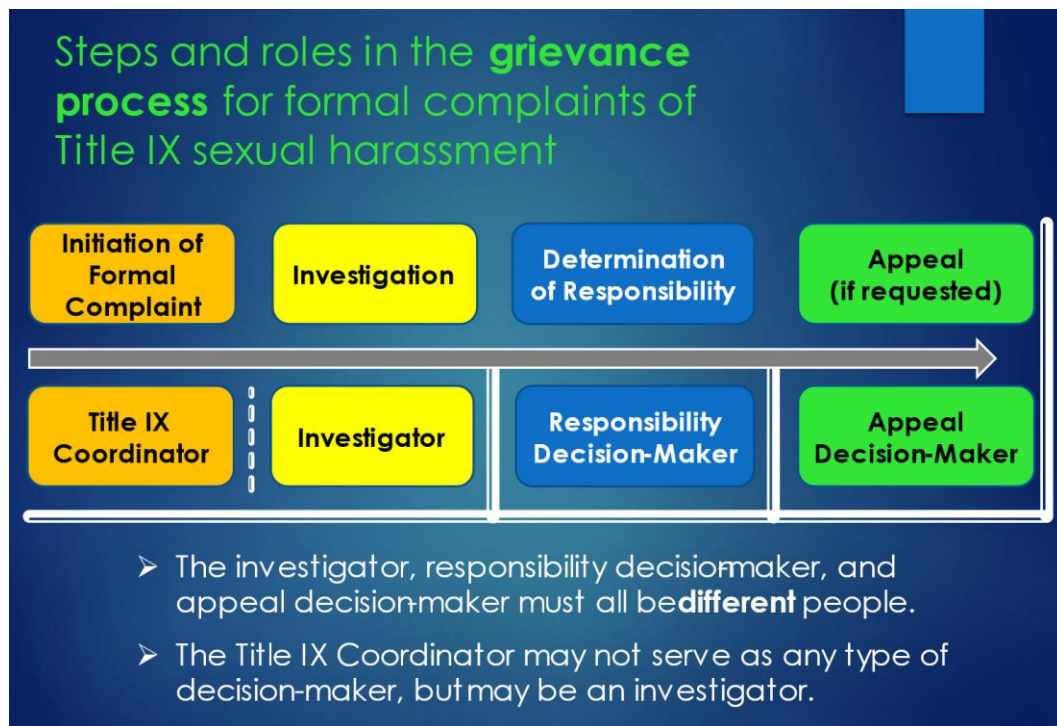 Steps and roles in the grievance
process for formal complaints of
Title IX sexual harassment
Initiation of
Formal
Complaint
Investigation
Determination
of Responsibility
Appeal
(if requested)
Title IX
Coordinator
Investigator
Responsibility
Decision-Maker
Appeal
Decision-Maker
➢ The investigator, responsibility decision-maker, and
appeal decision-maker must all be different people.
➢ The Title IX Coordinator may not serve as any type of
decision-maker, but may be an investigator.